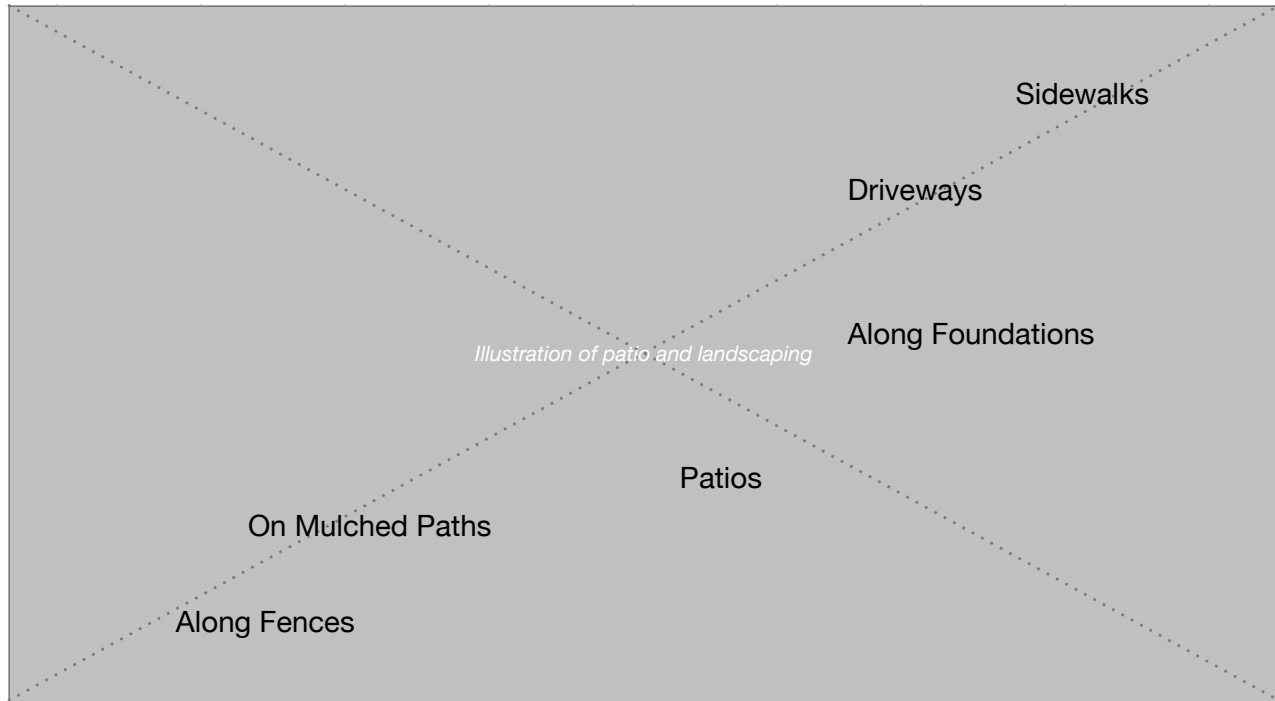 Sidewalks
Driveways
Along Foundations
Illustration of patio and landscaping
Patios
On Mulched Paths
Along Fences